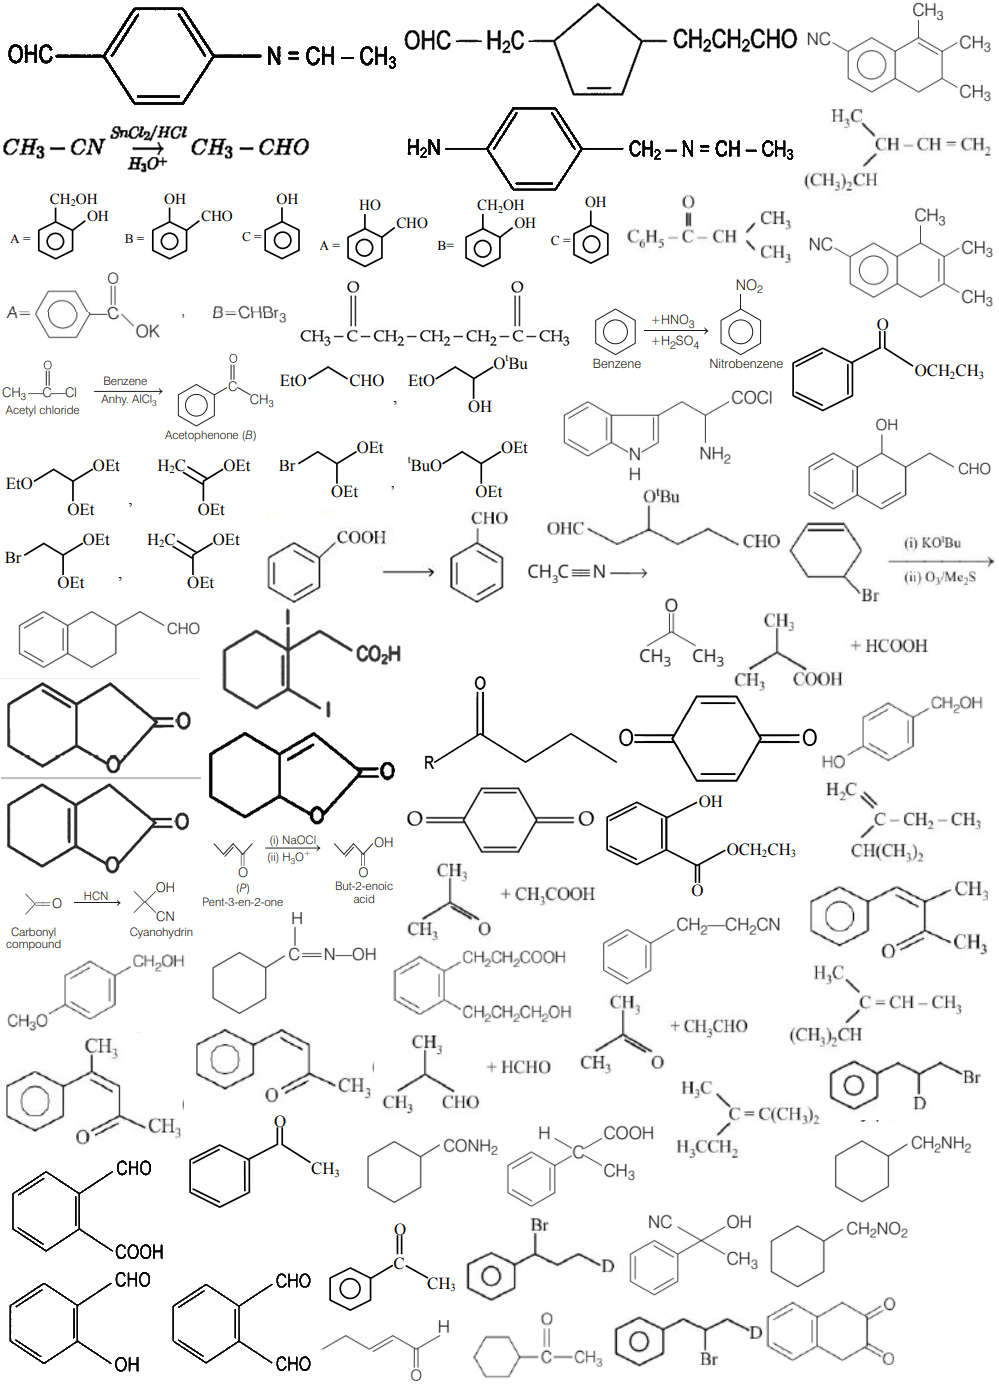 OHC
N = CH – CH₃
OHC – H₂C
CH₂CH₂CHO
CH₃
NC
CH₃
CH₃
CH₃ – CN SnCl₂/HCl → H₃O⁺ CH₃ – CHO
H₂N
CH₂ – N = CH – CH₃
H₃C
CH – CH = CH₂
(CH₃)₂CH
CH₂OH
OH
A =
OH
CHO
B =
OH
C =
HO
CHO
A =
CH₂OH
OH
B=
OH
C =
O
C₆H₅ – C – CH
CH₃
CH₃
CH₃
NC
CH₃
CH₃
A=
O
C
OK
,
B=CHBr₃
O
O
CH₃–C–CH₂–CH₂–CH₂–C–CH₃
NO₂
+HNO₃
+H₂SO₄
Benzene
Nitrobenzene
O
OCH₂CH₃
O
CH₃–C–Cl
Acetyl chloride
Benzene
Anhy. AlCl₃
O
C
CH₃
Acetophenone (B)
EtO
CHO
,
EtO
OᵗBu
OH
COCl
NH₂
N
H
OH
CHO
EtO
OEt
OEt
,
H₂C
OEt
OEt
Br
OEt
OEt
,
ᵗBuO
OEt
OEt
OᵗBu
OHC
CHO
Br
OEt
OEt
,
H₂C
OEt
OEt
COOH
CHO
CH₃C≡N
Br
(i) KOᵗBu
(ii) O₃/Me₂S
CHO
I
CO₂H
I
O
CH₃
CH₃
CH₃
CH₃
COOH
+ HCOOH
O
O
O
O
O
R
O
O
CH₂OH
HO
O
O
(i) NaOCl
(ii) H₃O⁺
O
(P)
Pent-3-en-2-one
OH
O
But-2-enoic
acid
O
O
OH
OCH₂CH₃
O
H₂C
C – CH₂ – CH₃
CH(CH₃)₂
O
Carbonyl
compound
HCN
OH
CN
Cyanohydrin
CH₃
CH₃
O
+ CH₃COOH
CH₂–CH₂CN
CH₃
O
CH₃
CH₂OH
CH₃O
H
C=N–OH
CH₂CH₂COOH
CH₂CH₂CH₂OH
CH₃
CH₃
O
+ CH₃CHO
H₃C
C = CH – CH₃
(CH₃)₂CH
CH₃
O
CH₃
O
CH₃
CH₃
CH₃
CHO
+ HCHO
H₃C
C = C(CH₃)₂
H₃CCH₂
Br
D
CHO
COOH
O
CH₃
CONH₂
H
COOH
C
CH₃
CH₂NH₂
CHO
OH
CHO
CHO
O
C
CH₃
Br
D
NC
OH
CH₃
CH₂NO₂
H
O
O
C–CH₃
D
Br
O
O